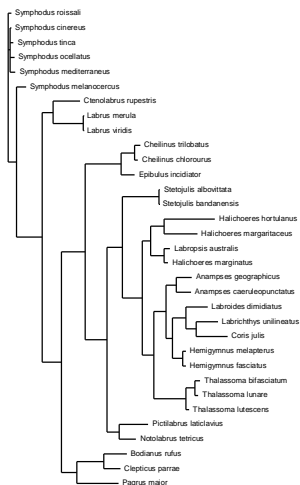 Symphodus roissali
Symphodus cinereus
Symphodus tinca
Symphodus ocellatus
Symphodus mediterraneus
Symphodus melanocercus
Ctenolabrus rupestris
Labrus merula
Labrus viridis
Cheilinus trilobatus
Cheilinus chlorourus
Epibulus incidiator
Stetojulis albovittata
Stetojulis bandanensis
Halichoeres hortulanus
Halichoeres margaritaceus
Labropsis australis
Halichoeres marginatus
Anampses geographicus
Anampses caeruleopunctatus
Labroides dimidiatus
Labrichthys unilineatus
Coris julis
Hemigymnus melapterus
Hemigymnus fasciatus
Thalassoma bifasciatum
Thalassoma lunare
Thalassoma lutescens
Pictilabrus laticlavius
Notolabrus tetricus
Bodianus rufus
Clepticus parrae
Pagrus major